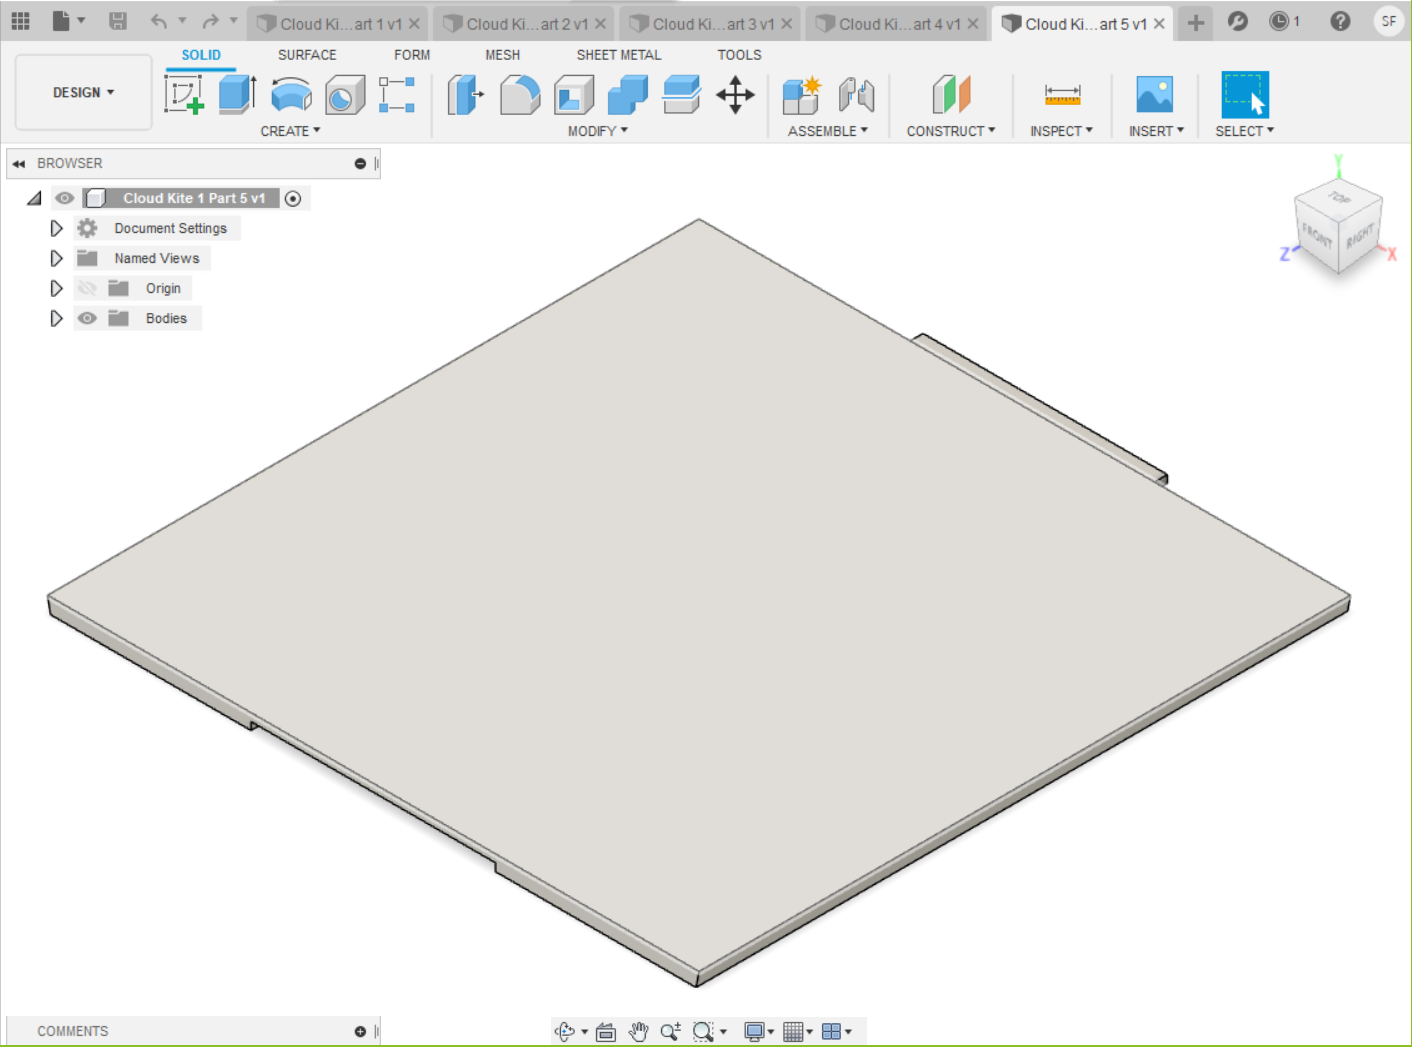 Cloud Ki...art 1 v1 Cloud Ki...art 2 v1 Cloud Ki...art 3 v1 Cloud Ki...art 4 v1 Cloud Ki...art 5 v1 1 SF
SOLID SURFACE FORM MESH SHEET METAL TOOLS
DESIGN
CREATE MODIFY ASSEMBLE CONSTRUCT INSPECT INSERT SELECT
BROWSER
Cloud Kite 1 Part 5 v1
Document Settings
Named Views
Origin
Bodies
Y
TOP
FRONT RIGHT
Z X
COMMENTS